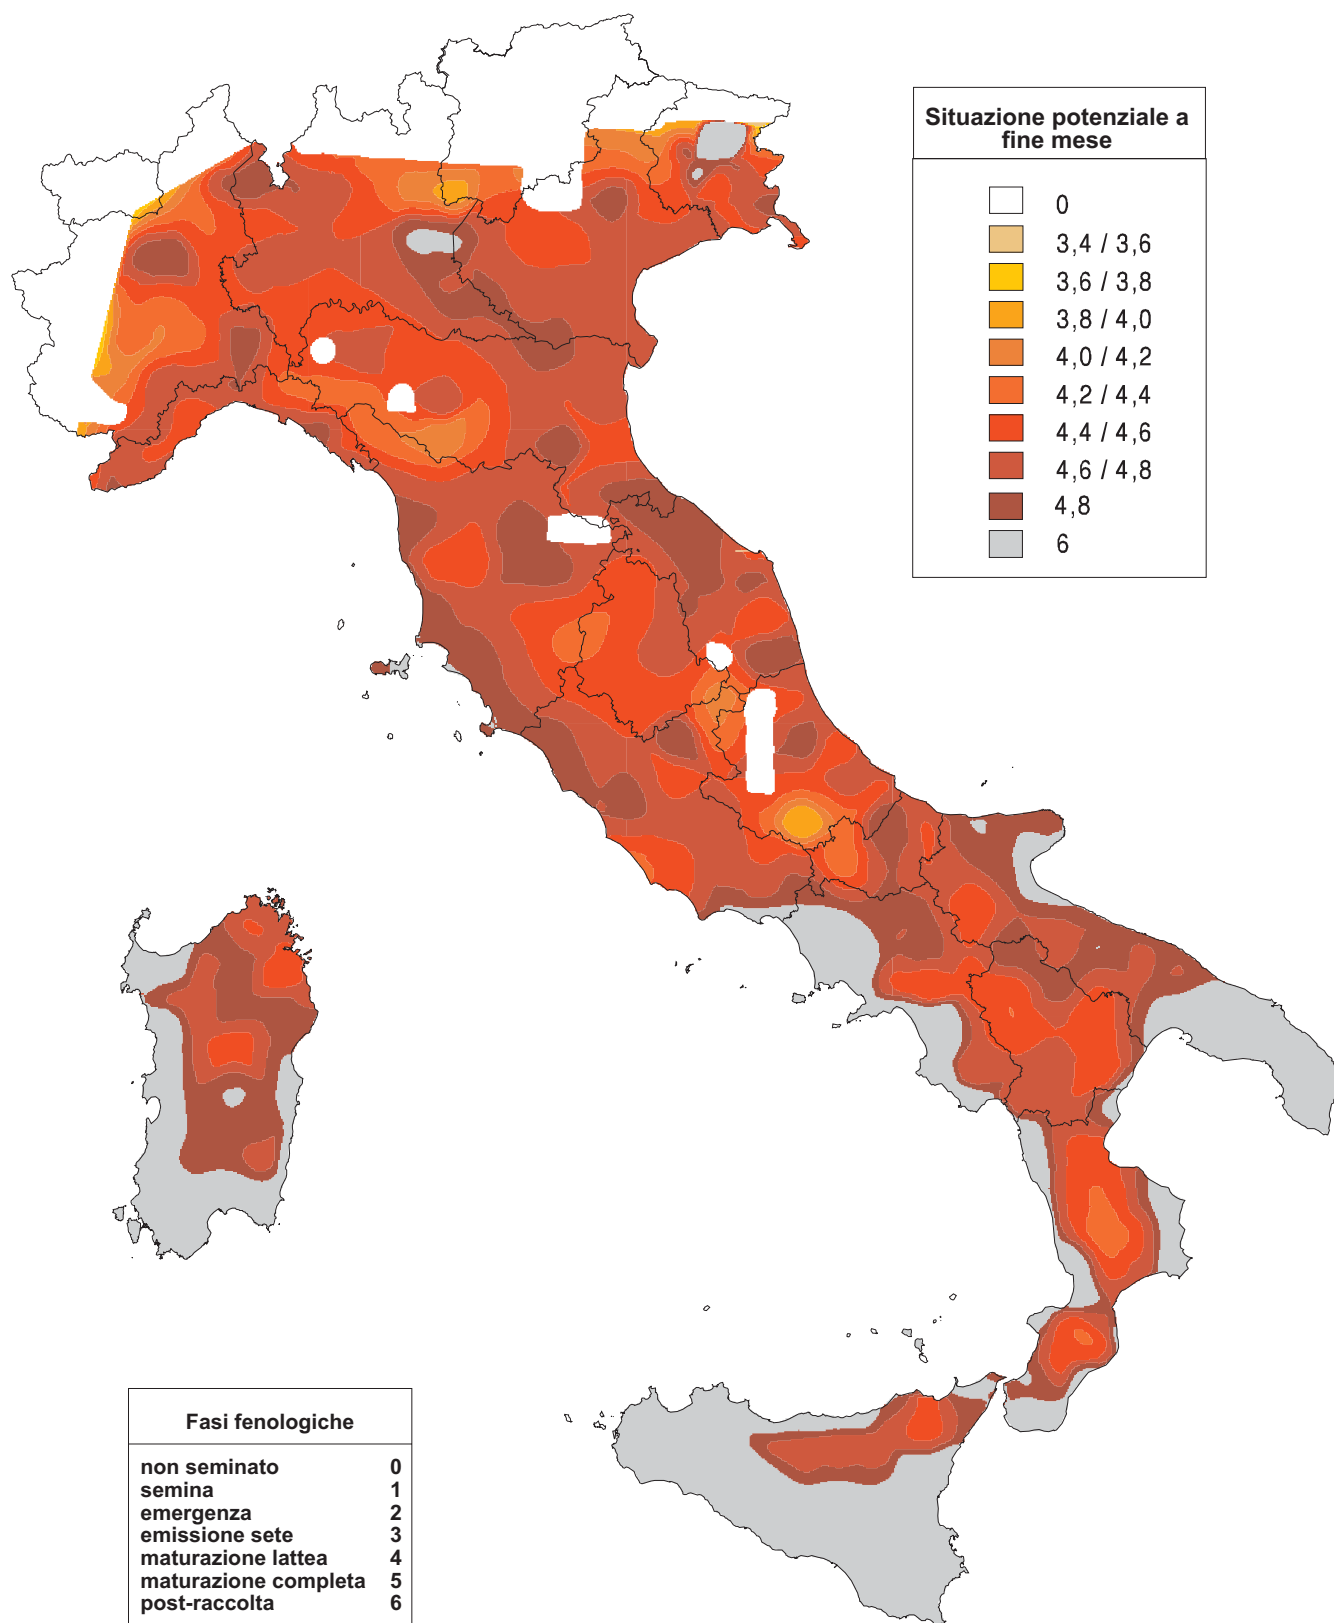 Situazione potenziale a
fine mese
0
3,4 / 3,6
3,6 / 3,8
3,8 / 4,0
4,0 / 4,2
4,2 / 4,4
4,4 / 4,6
4,6 / 4,8
4,8
6
Fasi fenologiche
non seminato 0
semina 1
emergenza 2
emissione sete 3
maturazione lattea 4
maturazione completa 5
post-raccolta 6